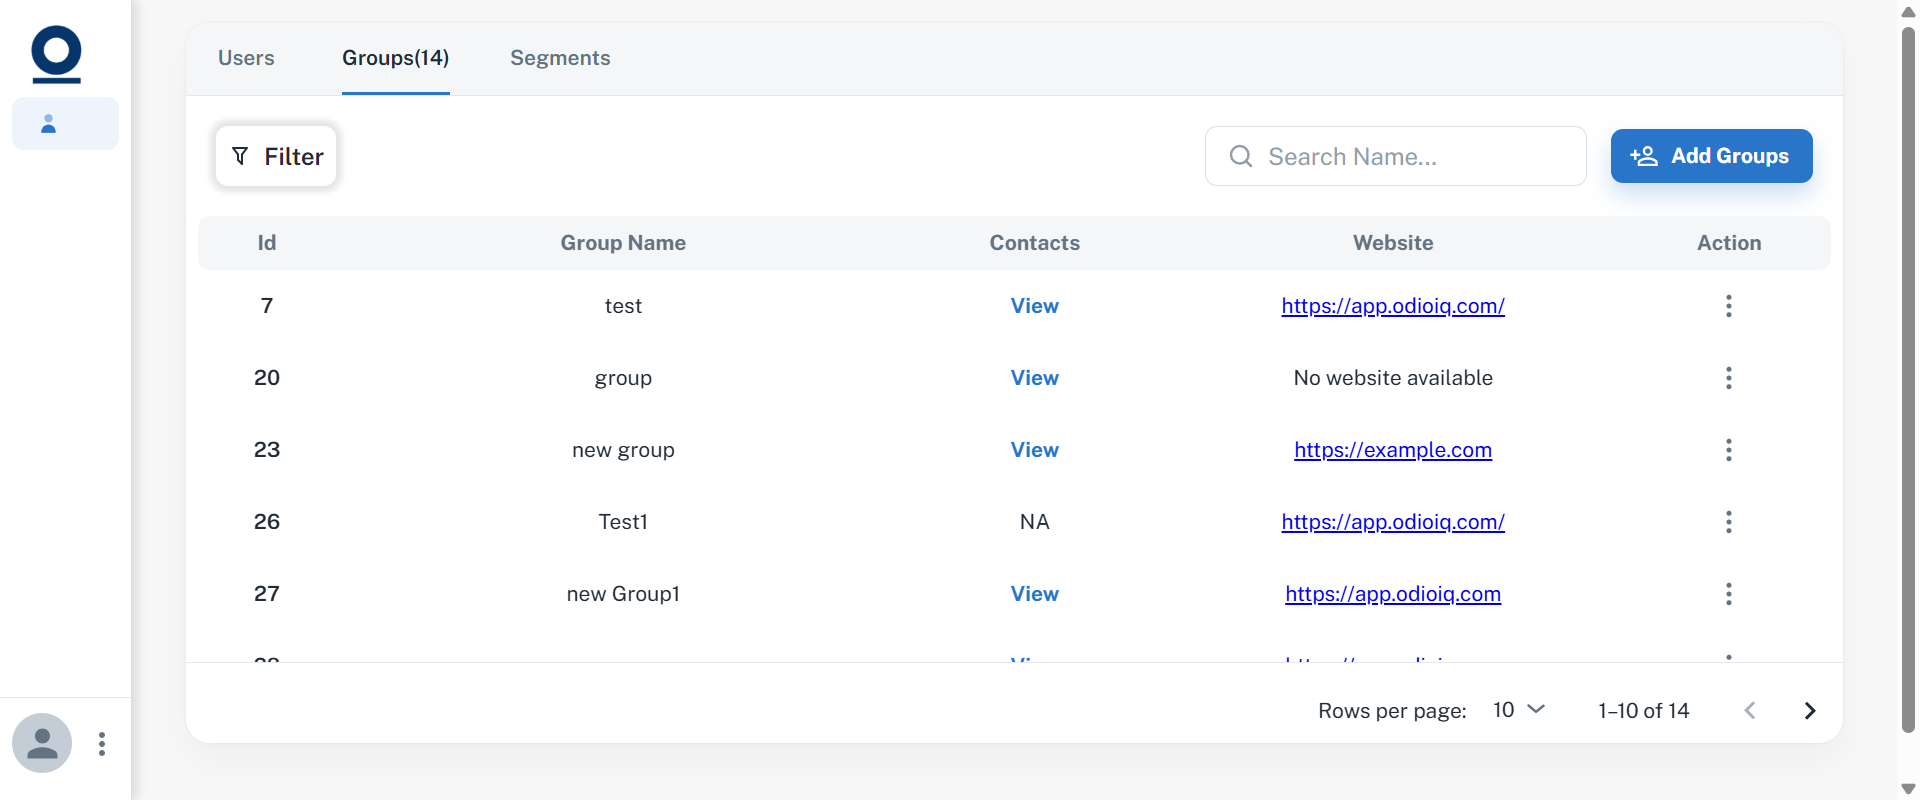 Users Groups(14) Segments
Filter Search Name... Add Groups
Id Group Name Contacts Website Action
7 test View https://app.odioiq.com/
20 group View No website available
23 new group View https://example.com
26 Test1 NA https://app.odioiq.com/
27 new Group1 View https://app.odioiq.com
Rows per page: 10 1–10 of 14